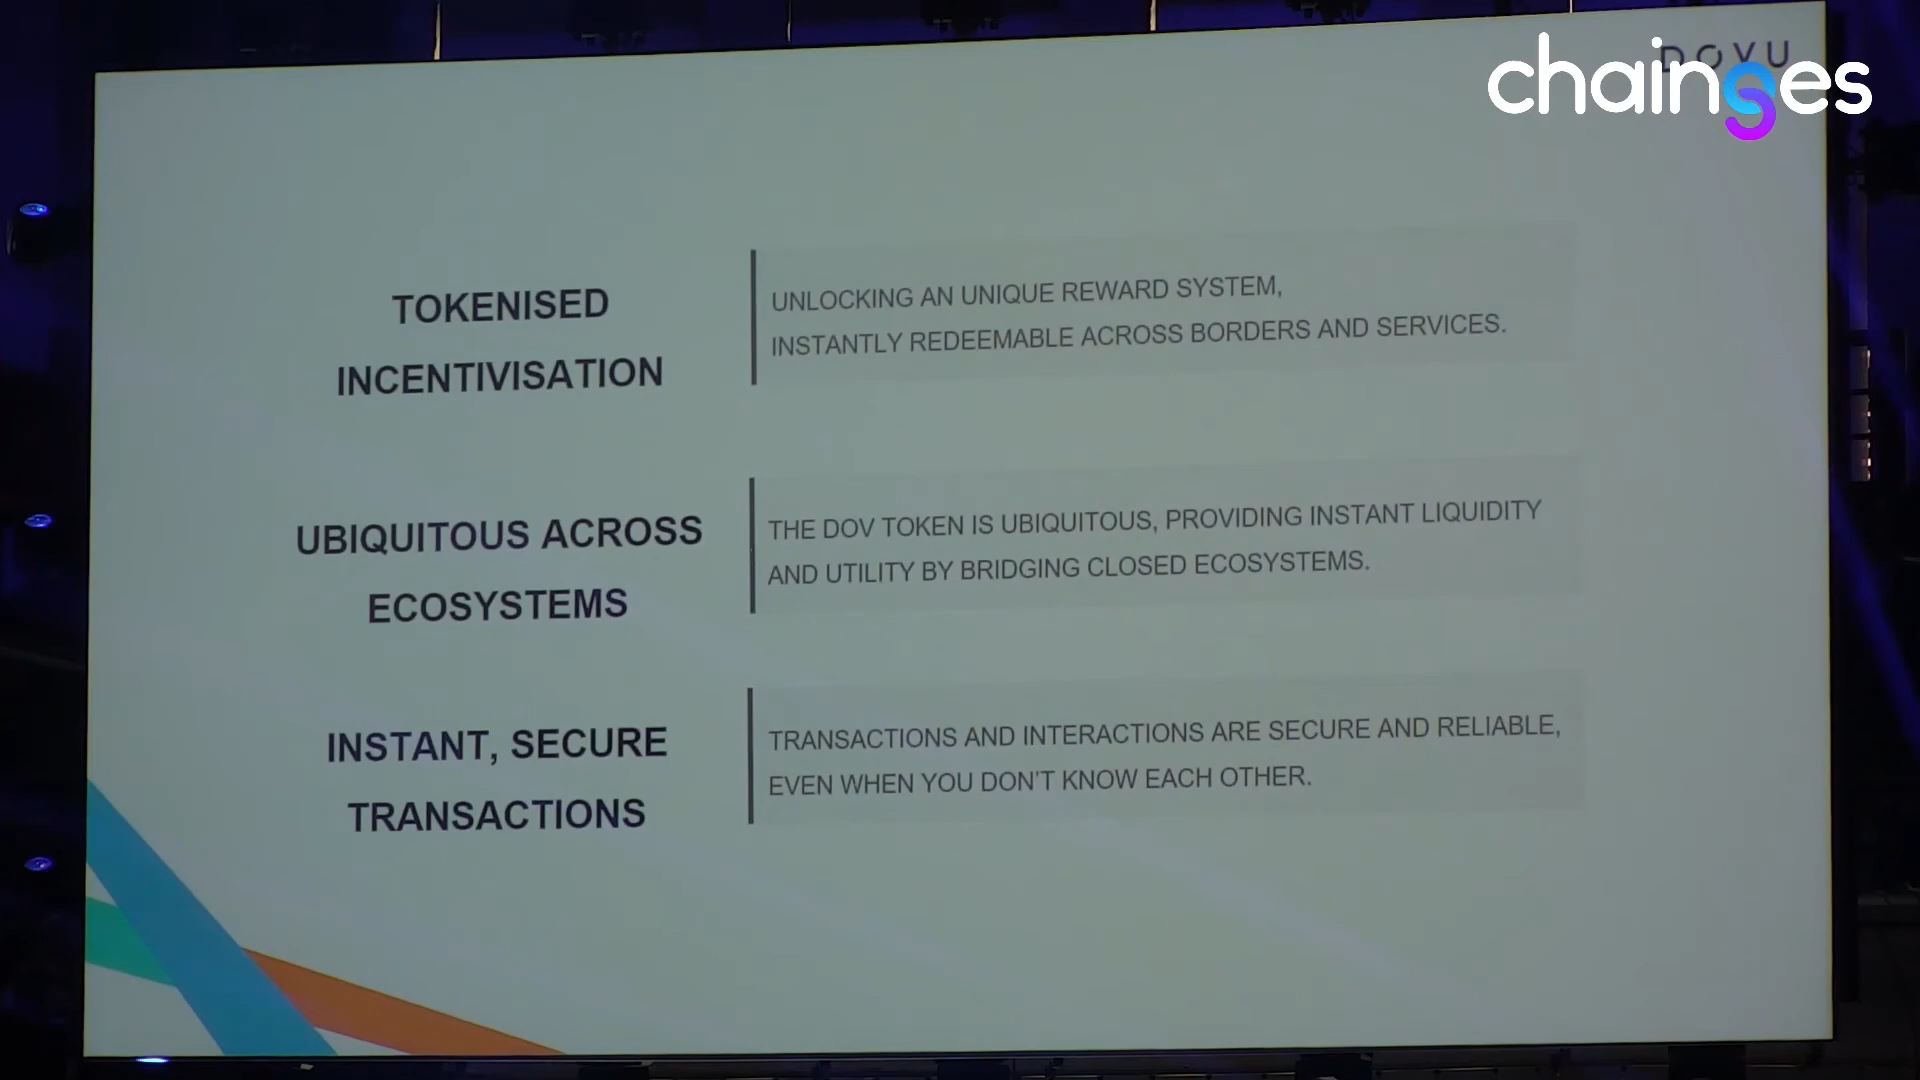 DOVU
chainges
TOKENISED
INCENTIVISATION
UNLOCKING AN UNIQUE REWARD SYSTEM,
INSTANTLY REDEEMABLE ACROSS BORDERS AND SERVICES.
UBIQUITOUS ACROSS
ECOSYSTEMS
THE DOV TOKEN IS UBIQUITOUS, PROVIDING INSTANT LIQUIDITY
AND UTILITY BY BRIDGING CLOSED ECOSYSTEMS.
INSTANT, SECURE
TRANSACTIONS
TRANSACTIONS AND INTERACTIONS ARE SECURE AND RELIABLE,
EVEN WHEN YOU DON'T KNOW EACH OTHER.